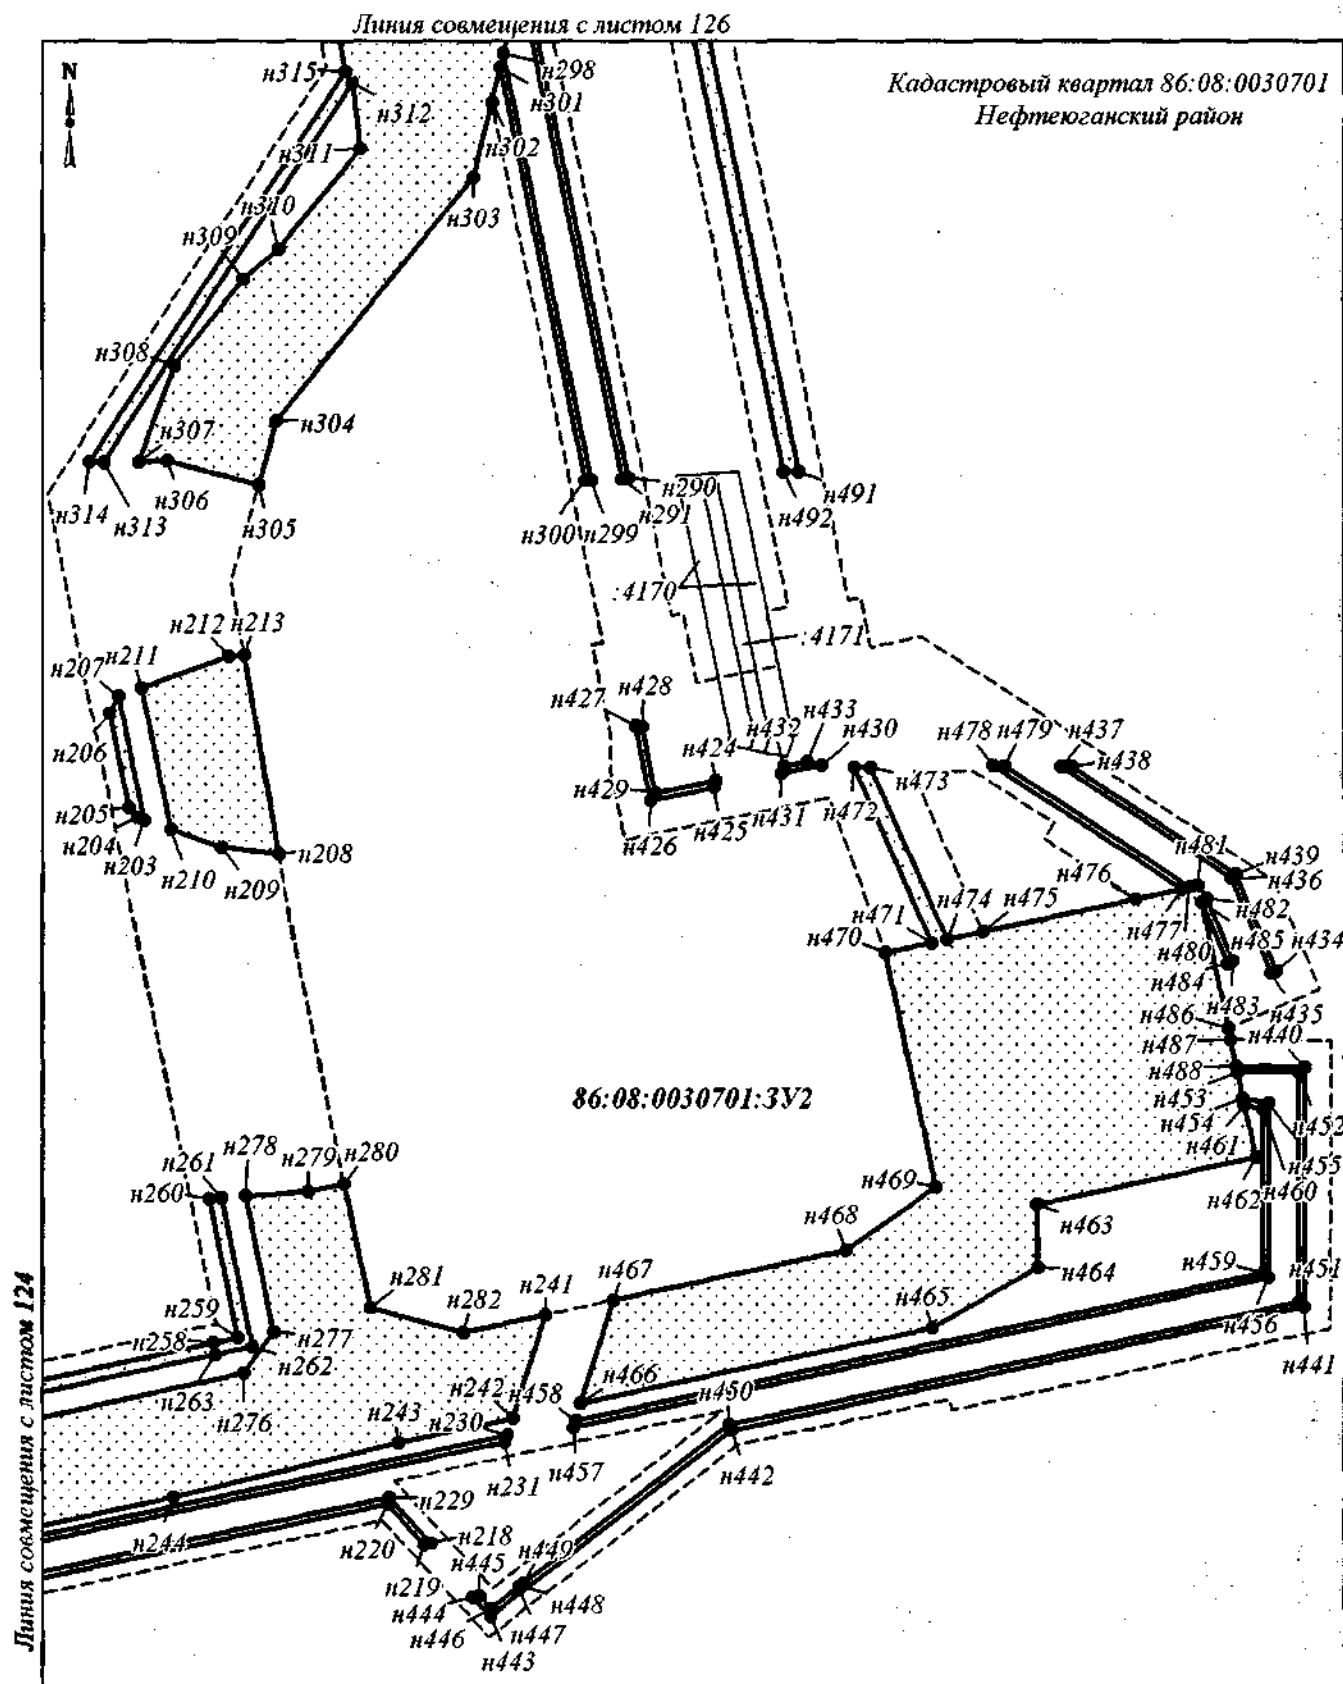 Линия совмещения с листом 126
N
Кадастровый квартал 86:08:0030701
Нефтеюганский район
н315
н298
н312
н301
н311
н302
н310
н303
н309
н308
н304
н307
н306
н314
н313
н305
н290
н291
н300
н299
н491
н492
:4170
:4171
н212
н213
н207
н211
н206
н205
н204
н203
н210
н209
н208
н427
н428
н424
н432
н433
н430
н429
н426
н425
н431
н472
н473
н478
н479
н437
н438
н481
н439
н436
н476
н482
н474
н475
н471
н470
н477
н480
н485
н434
н484
н483
н435
н486
н440
н487
н488
н453
н454
н452
н461
н455
н462
н460
86:08:0030701:ЗУ2
н278
н279
н280
н261
н260
н469
н468
н463
н464
н459
н451
н465
н456
н441
н281
н241
н467
н282
н259
н258
н277
н262
н263
н276
н242
н458
н466
н450
н243
н230
н231
н457
н442
н229
н244
н220
н218
н445
н449
н219
н444
н448
н446
н447
н443
Линия совмещения с листом 124